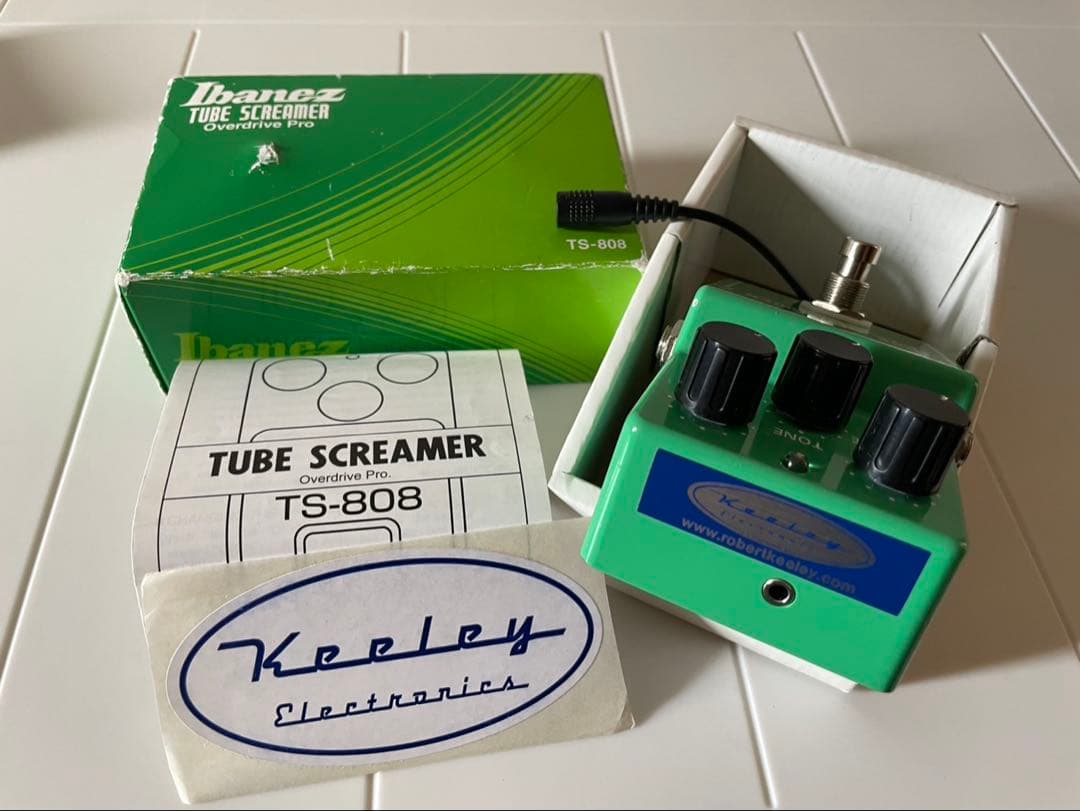 Ibanez
TUBE SCREAMER
Overdrive Pro
TS-808
Ibanez
TUBE SCREAMER
Overdrive Pro.
TS-808
Keeley
Electronics
TONE
Keeley
Electronics
www.robertkeeley.com